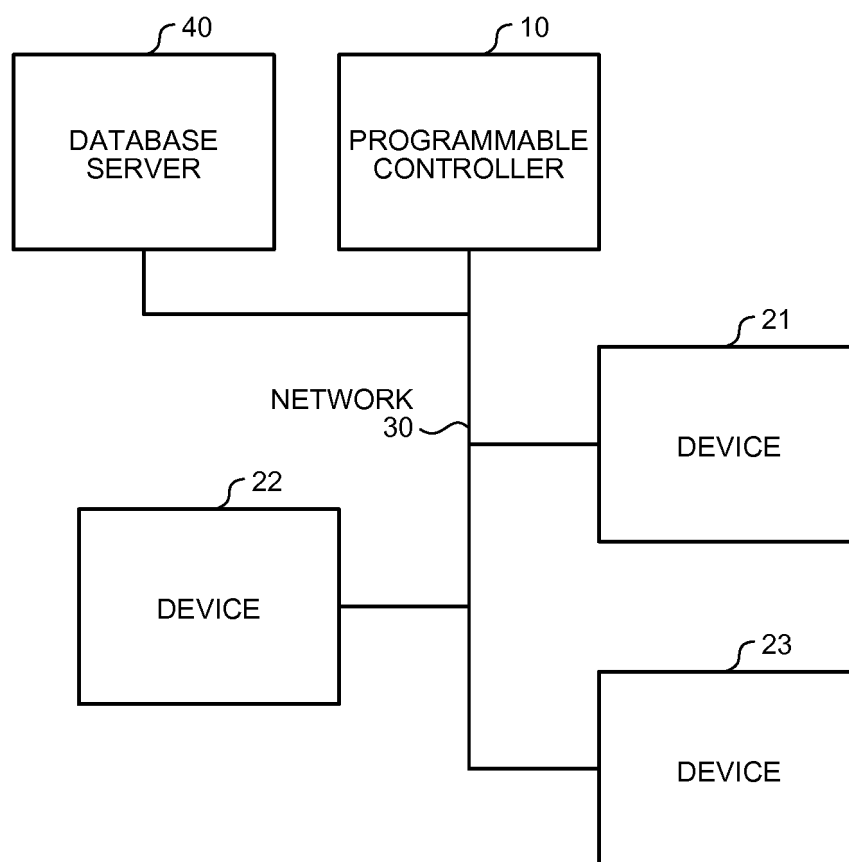 40
10
DATABASE
SERVER
PROGRAMMABLE
CONTROLLER
21
NETWORK
30
DEVICE
22
DEVICE
23
DEVICE